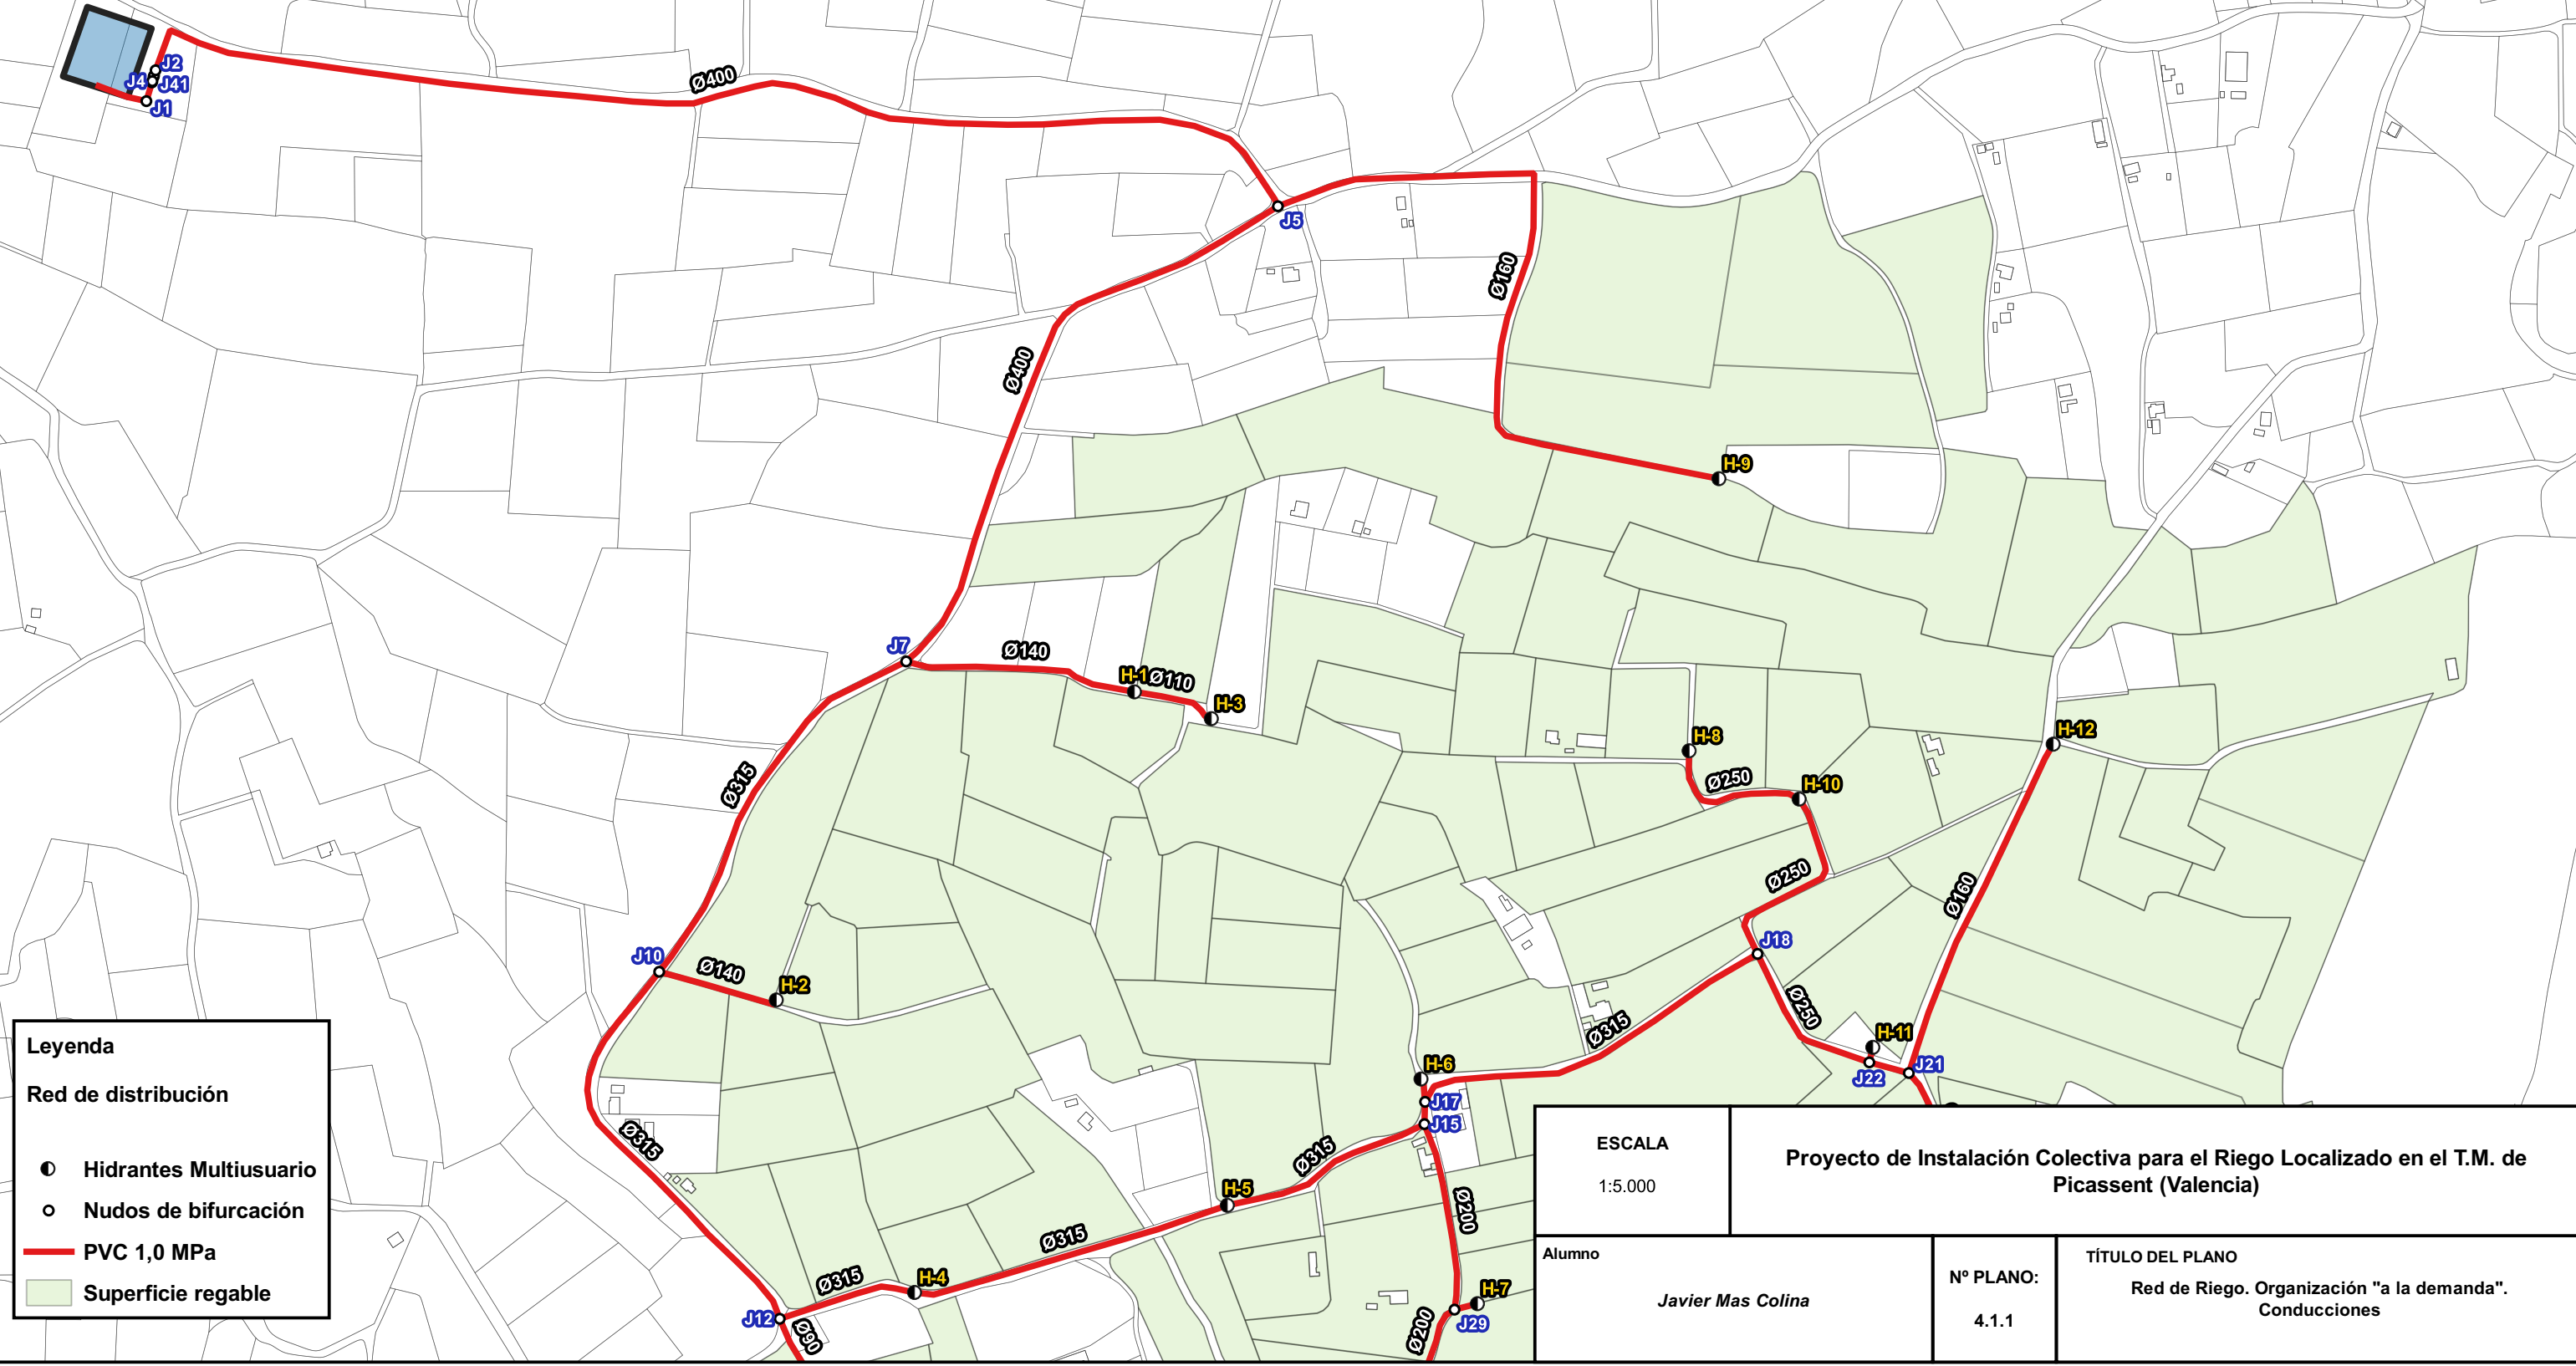 J2
J4
J41
J1
Ø400
J5
Ø160
Ø400
H-9
J7
Ø140
H-1
Ø110
H-3
H-8
H-12
Ø250
H-10
Ø315
Ø250
Ø160
J18
J10
Ø140
H-2
Ø250
Ø315
H-11
J22
J21
H-6
J17
J15
Ø315
Ø315
H-5
Ø200
Ø315
Ø315
H-4
H-7
J12
Ø90
J29
Ø200
Leyenda
Red de distribución
Hidrantes Multiusuario
Nudos de bifurcación
PVC 1,0 MPa
Superficie regable
ESCALA
1:5.000
Proyecto de Instalación Colectiva para el Riego Localizado en el T.M. de
Picassent (Valencia)
Alumno
Javier Mas Colina
Nº PLANO:
4.1.1
TÍTULO DEL PLANO
Red de Riego. Organización "a la demanda".
Conducciones